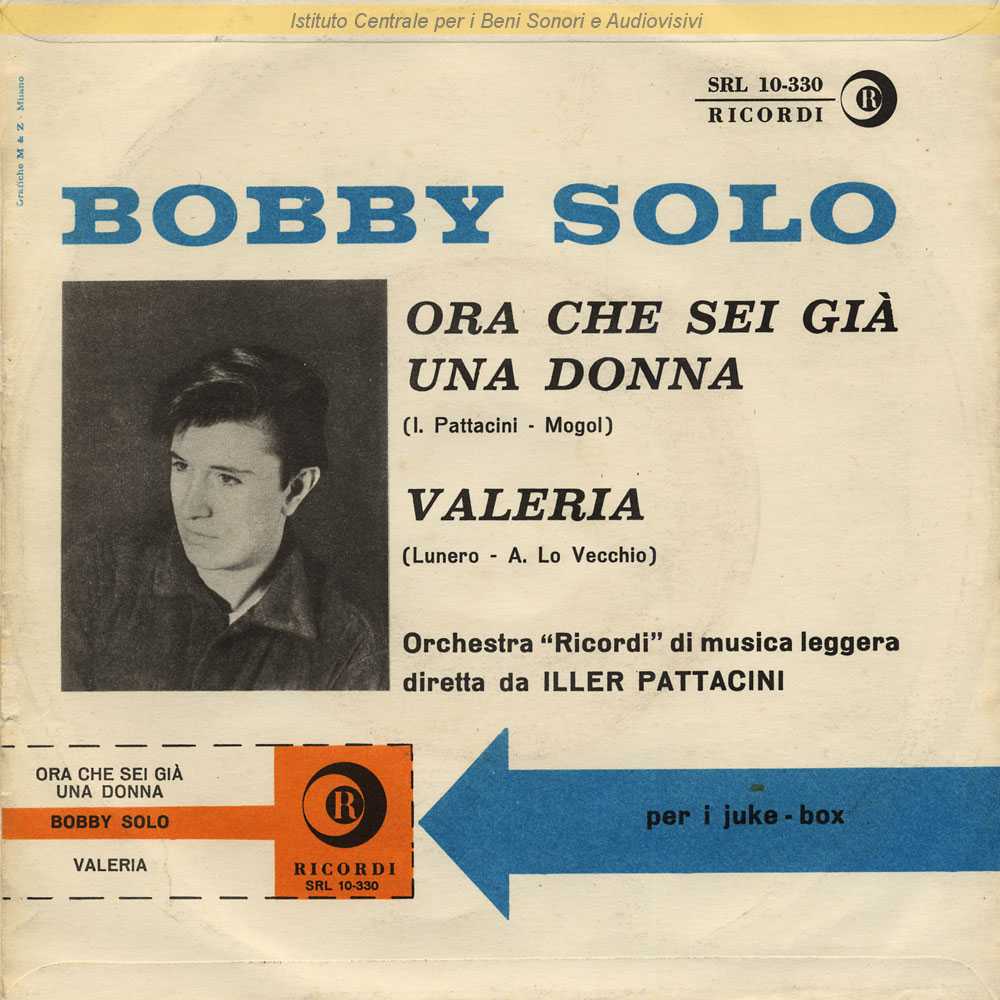 Istituto Centrale per i Beni Sonori e Audiovisivi
SRL 10-330
RICORDI
R
Grafiche M & Z - Milano
BOBBY SOLO
ORA CHE SEI GIÀ
UNA DONNA
(I. Pattacini - Mogol)
VALERIA
(Lunero - A. Lo Vecchio)
Orchestra “Ricordi” di musica leggera
diretta da ILLER PATTACINI
ORA CHE SEI GIÀ
UNA DONNA
BOBBY SOLO
VALERIA
R
RICORDI
SRL 10-330
per i juke-box